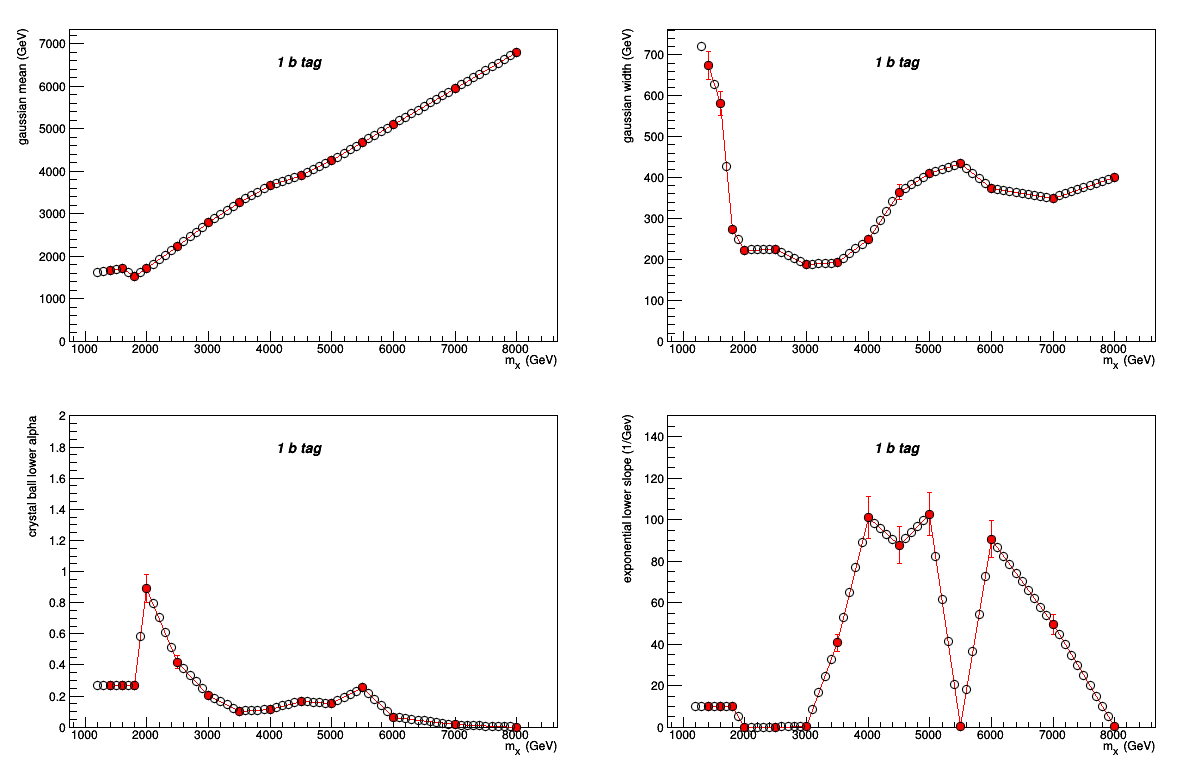 gaussian mean (GeV)
1 b tag
7000
6000
5000
4000
3000
2000
1000
0
1000 2000 3000 4000 5000 6000 7000 8000
m_x (GeV)
gaussian width (GeV)
1 b tag
700
600
500
400
300
200
100
0
1000 2000 3000 4000 5000 6000 7000 8000
m_x (GeV)
crystal ball lower alpha
1 b tag
2
1.8
1.6
1.4
1.2
1
0.8
0.6
0.4
0.2
0
1000 2000 3000 4000 5000 6000 7000 8000
m_x (GeV)
exponential lower slope (1/Gev)
1 b tag
140
120
100
80
60
40
20
0
1000 2000 3000 4000 5000 6000 7000 8000
m_x (GeV)